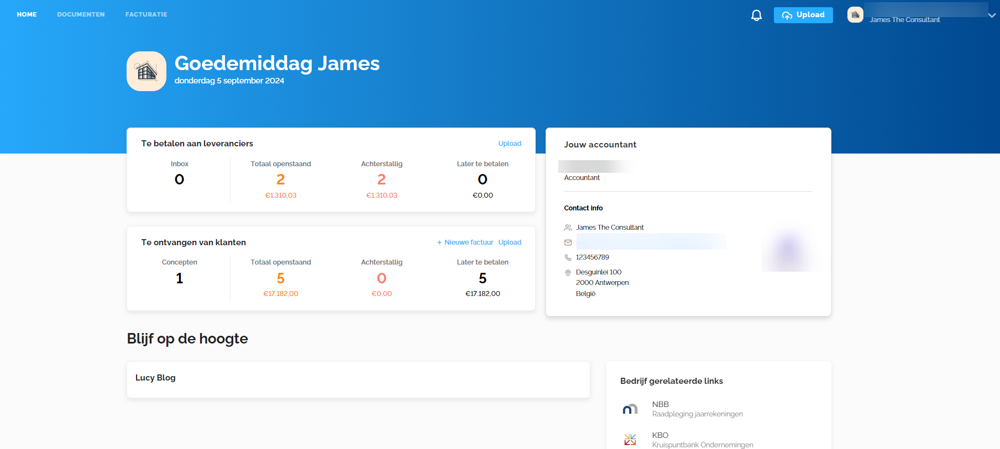 HOME
DOCUMENTEN
FACTURATIE
Upload
James The Consultant
Goedemiddag James
donderdag 5 september 2024
Te betalen aan leveranciers
Upload
Inbox
Totaal openstaand
Achterstallig
Later te betalen
0
2
2
0
€1.310,03
€1.310,03
€0,00
Te ontvangen van klanten
+ Nieuwe factuur
Upload
Concepten
Totaal openstaand
Achterstallig
Later te betalen
1
5
0
5
€17.182,00
€0,00
€17.182,00
Jouw accountant
Accountant
Contact info
James The Consultant
123456789
Desguinlei 100
2000 Antwerpen
België
Blijf op de hoogte
Lucy Blog
Bedrijf gerelateerde links
NBB
Raadpleging jaarrekeningen
KBO
Kruispuntbank Ondernemingen